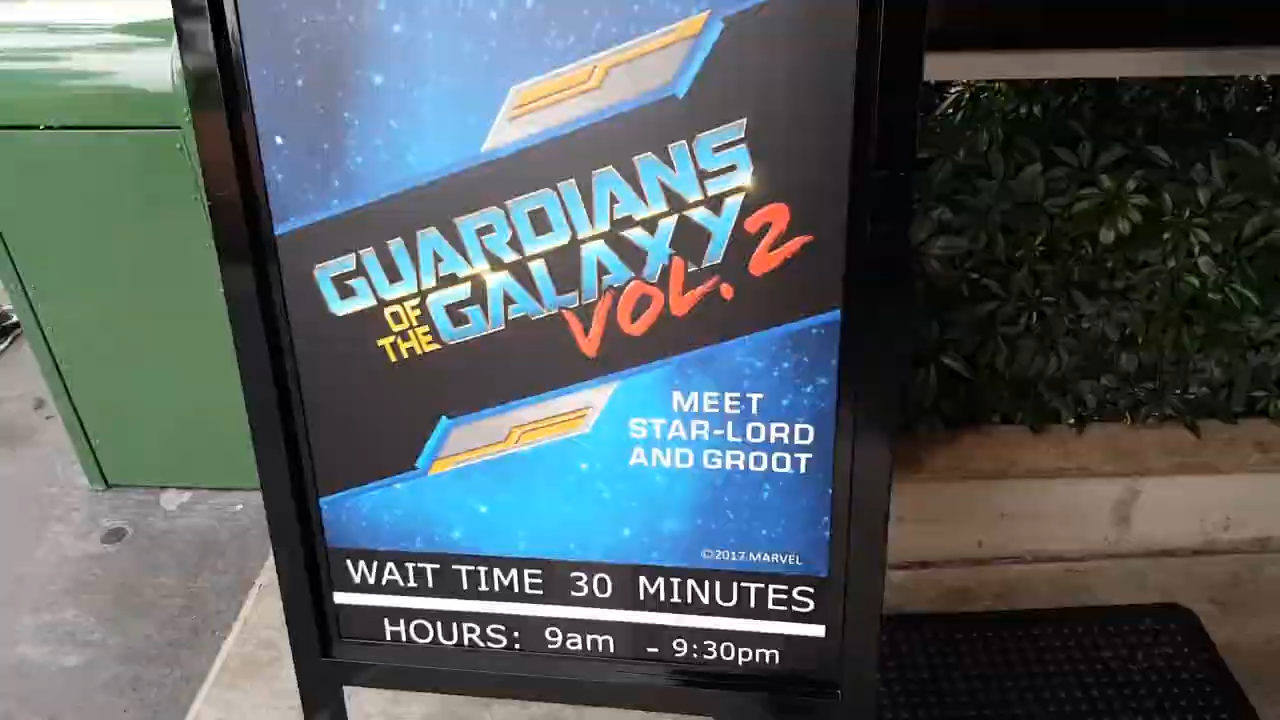 GUARDIANS
OF THE GALAXY
VOL. 2
MEET
STAR-LORD
AND GROOT
©2017 MARVEL
WAIT TIME 30 MINUTES
HOURS: 9am - 9:30pm